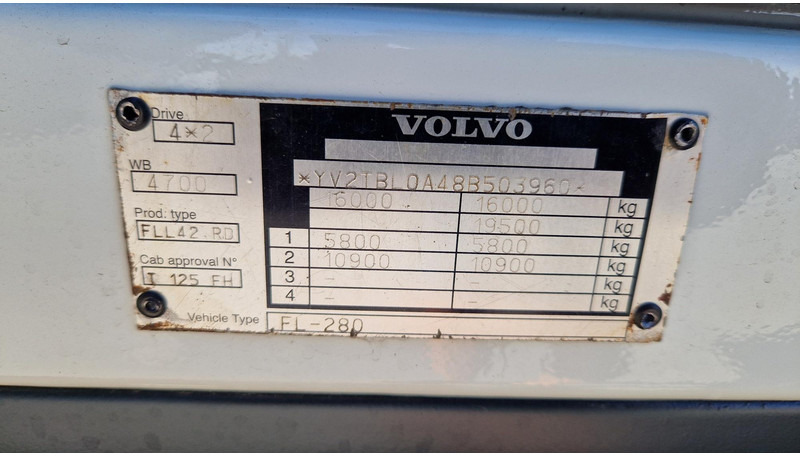 VOLVO
Drive
4*2
*YV2TBL0A48B503960*
WB
4700
16000 16000 kg
19500 kg
Prod. type
FLL42.RD
1 5800 5800 kg
2 10900 10900 kg
Cab approval N°
I 125 FH
3 - - kg
4 - - kg
Vehicle Type FL-280